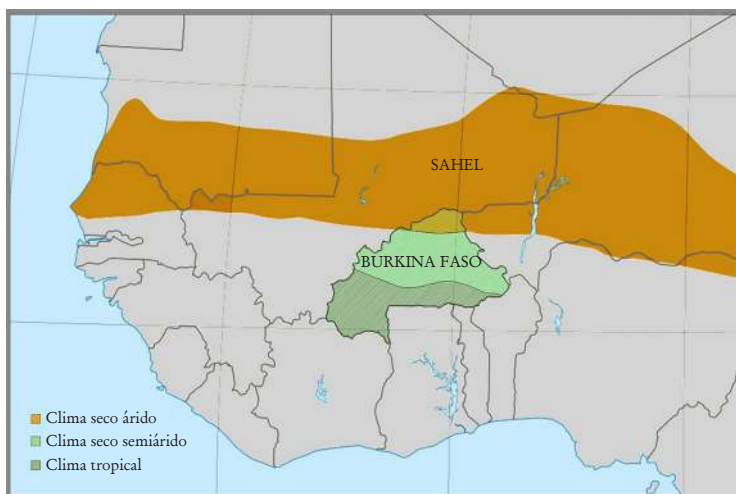 SAHEL
BURKINA FASO
Clima seco árido
Clima seco semiárido
Clima tropical